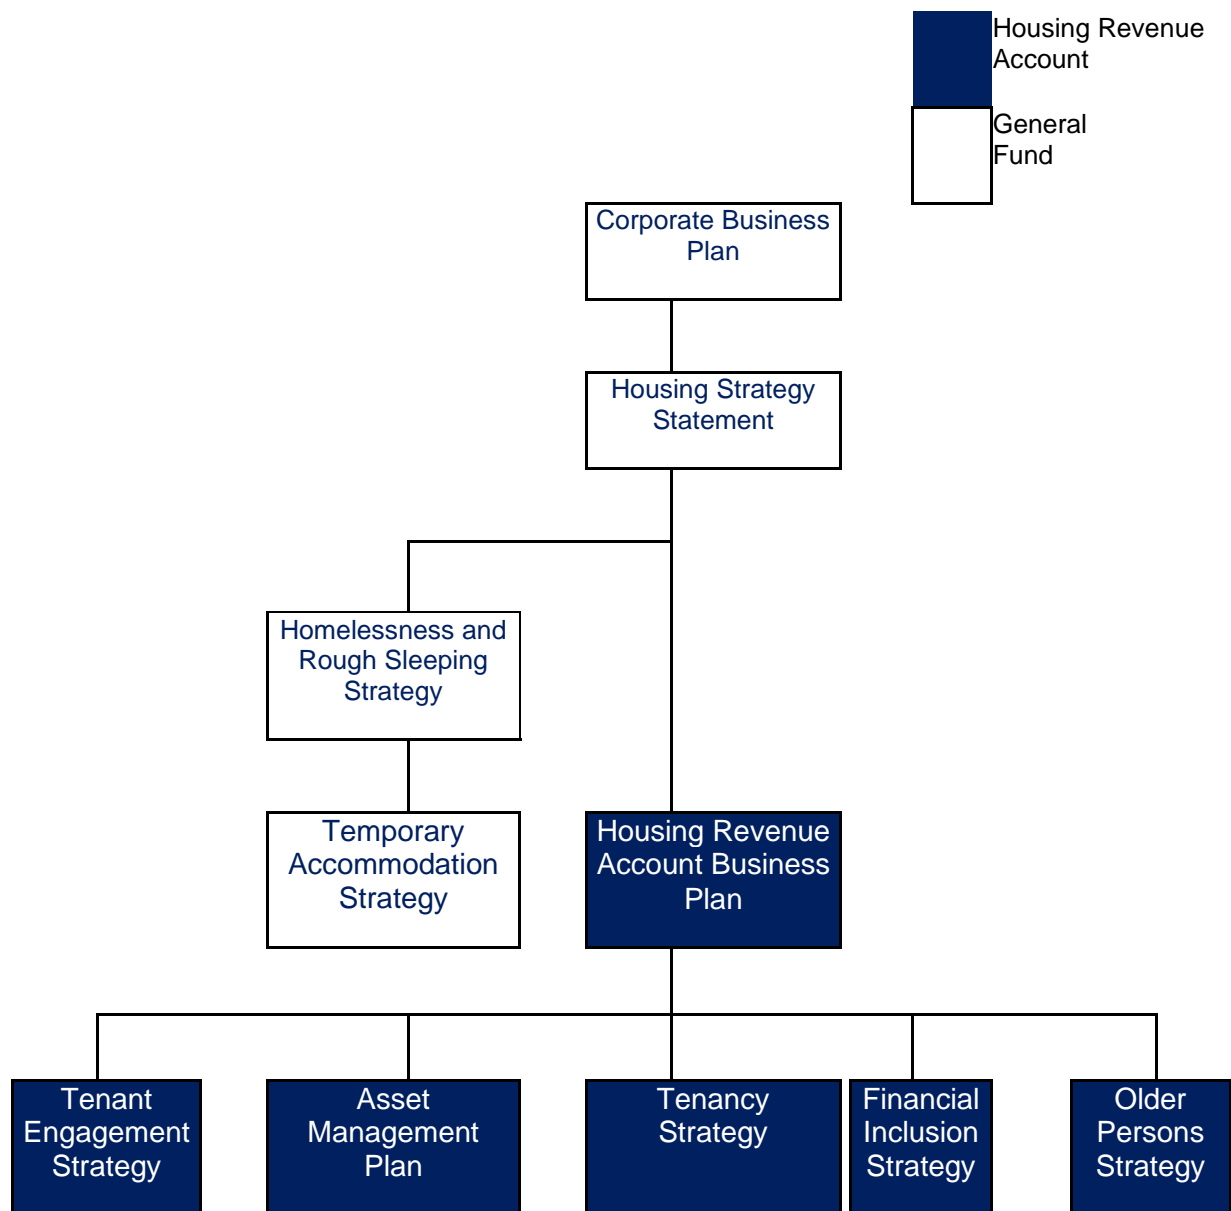 Housing Revenue
Account
General
Fund
Corporate Business
Plan
Housing Strategy
Statement
Homelessness and
Rough Sleeping
Strategy
Temporary
Accommodation
Strategy
Housing Revenue
Account Business
Plan
Tenant
Engagement
Strategy
Asset
Management
Plan
Tenancy
Strategy
Financial
Inclusion
Strategy
Older
Persons
Strategy